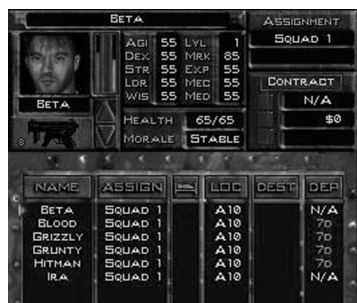 BETA
ASSIGNMENT
SQUAD 1
AGI 55 LVL 1
DEX 55 MRK 85
STR 55 EXP 55
LDR 55 MEC 55
WIS 55 MED 55
CONTRACT
BETA
N/A
HEALTH 65/65
$0
MORALE STABLE
NAME ASSIGN LOC DEST DEP
BETA SQUAD 1 A10 N/A
BLOOD SQUAD 1 A10 7D
GRIZZLY SQUAD 1 A10 7D
GRUNTY SQUAD 1 A10 7D
HITMAN SQUAD 1 A10 7D
IRA SQUAD 1 A10 N/A